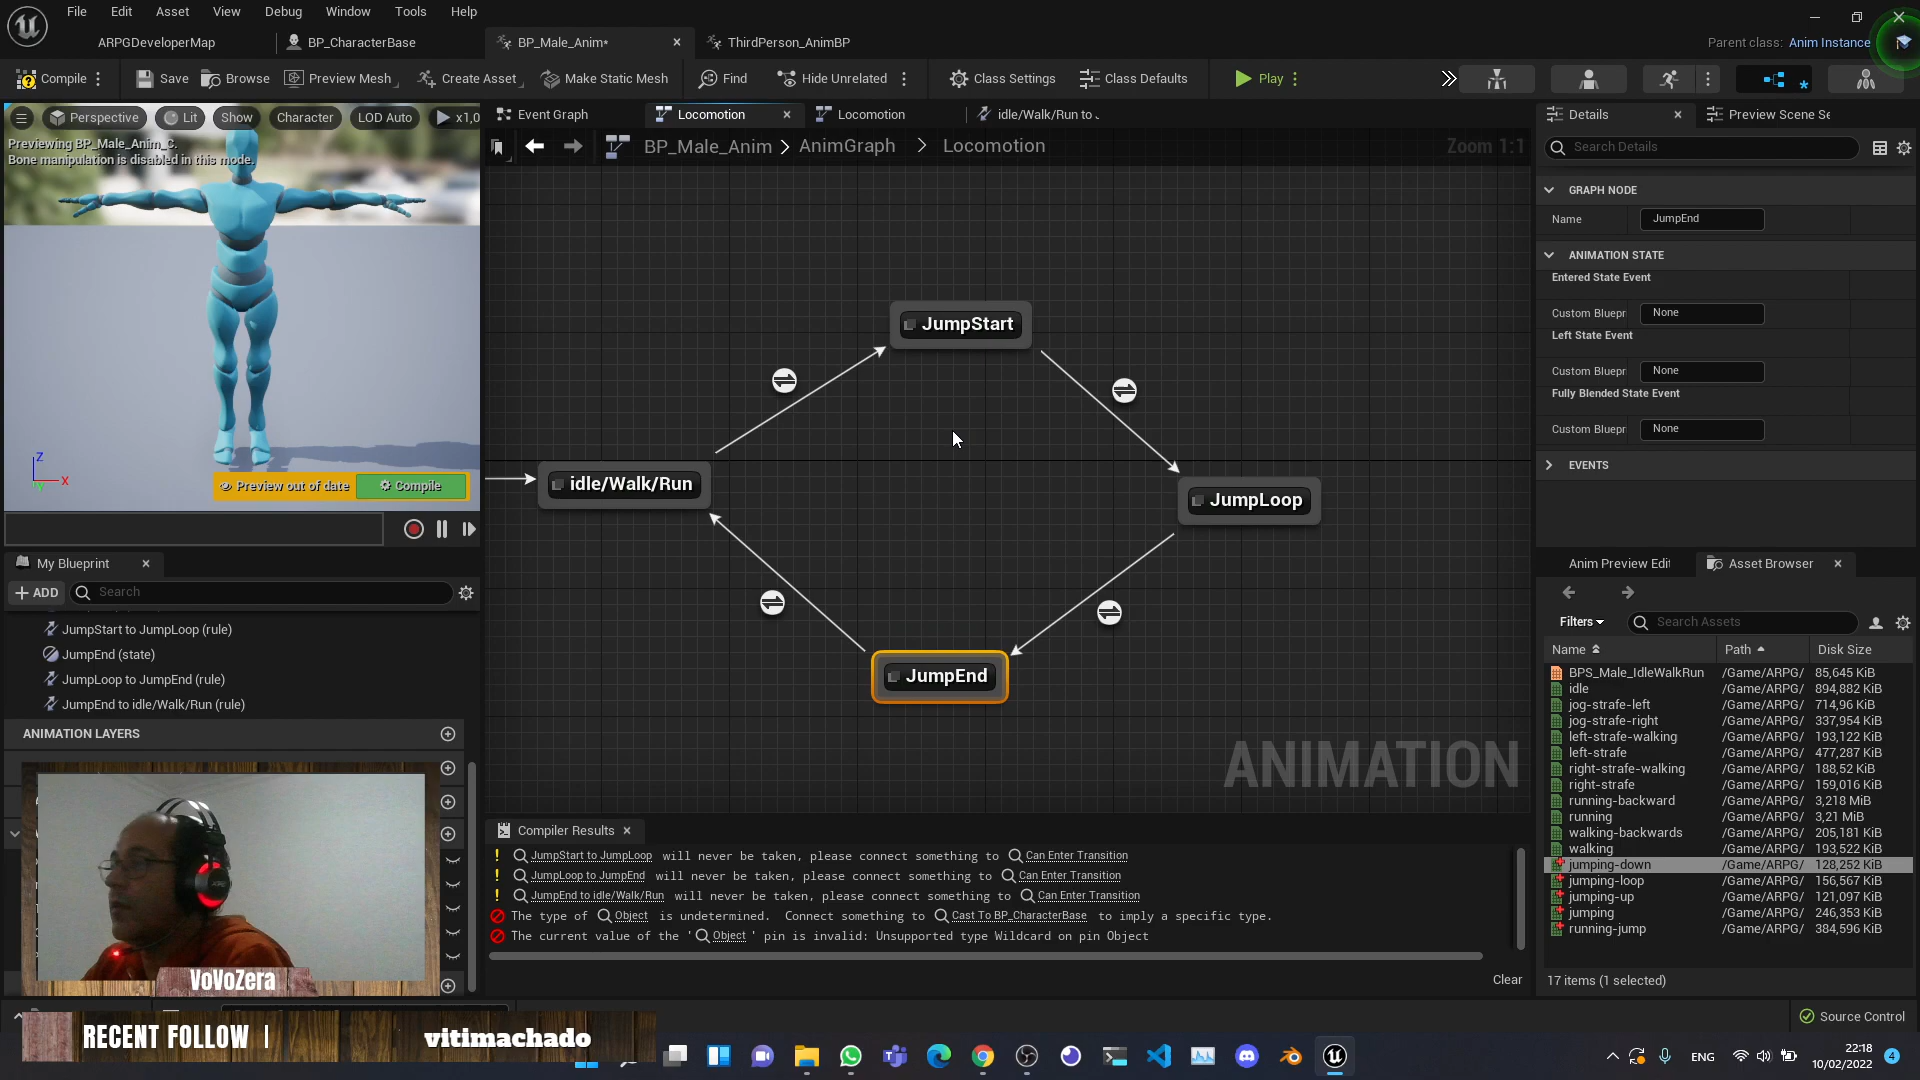 File Edit Asset View Debug Window Tools Help
ARPGDeveloperMap BP_CharacterBase BP_Male_Anim* ThirdPerson_AnimBP Parent class: Anim Instance
Compile Save Browse Preview Mesh Create Asset Make Static Mesh Find Hide Unrelated Class Settings Class Defaults Play
Perspective Lit Show Character LOD Auto x1,0
Event Graph Locomotion Locomotion idle/Walk/Run to
Details Preview Scene Se
Previewing BP_Male_Anim_C.
Bone manipulation is disabled in this mode.
BP_Male_Anim > AnimGraph > Locomotion Zoom 1:1
Search Details
GRAPH NODE
Name JumpEnd
ANIMATION STATE
Entered State Event
Custom Bluepr None
Left State Event
Custom Bluepr None
Fully Blended State Event
Custom Bluepr None
EVENTS
JumpStart
idle/Walk/Run
JumpLoop
JumpEnd
ANIMATION
Z
X
Y
Preview out of date Compile
My Blueprint
ADD Search
JumpStart to JumpLoop (rule)
JumpEnd (state)
JumpLoop to JumpEnd (rule)
JumpEnd to idle/Walk/Run (rule)
ANIMATION LAYERS
VoVoZera
RECENT FOLLOW | vitimachado
Compiler Results
! JumpStart to JumpLoop will never be taken, please connect something to Can Enter Transition
! JumpLoop to JumpEnd will never be taken, please connect something to Can Enter Transition
! JumpEnd to idle/Walk/Run will never be taken, please connect something to Can Enter Transition
The type of Object is undetermined. Connect something to Cast To BP_CharacterBase to imply a specific type.
The current value of the ' Object ' pin is invalid: Unsupported type Wildcard on pin Object
Clear
Anim Preview Edit Asset Browser
Filters Search Assets
Name Path Disk Size
BPS_Male_IdleWalkRun /Game/ARPG/ 85,645 KiB
idle /Game/ARPG/ 894,882 KiB
jog-strafe-left /Game/ARPG/ 714,96 KiB
jog-strafe-right /Game/ARPG/ 337,954 KiB
left-strafe-walking /Game/ARPG/ 193,122 KiB
left-strafe /Game/ARPG/ 477,287 KiB
right-strafe-walking /Game/ARPG/ 188,52 KiB
right-strafe /Game/ARPG/ 159,016 KiB
running-backward /Game/ARPG/ 3,218 MiB
running /Game/ARPG/ 3,21 MiB
walking-backwards /Game/ARPG/ 205,181 KiB
walking /Game/ARPG/ 193,522 KiB
jumping-down /Game/ARPG/ 128,252 KiB
jumping-loop /Game/ARPG/ 156,567 KiB
jumping-up /Game/ARPG/ 121,097 KiB
jumping /Game/ARPG/ 246,353 KiB
running-jump /Game/ARPG/ 384,596 KiB
17 items (1 selected)
Source Control
ENG 22:18
10/02/2022 4